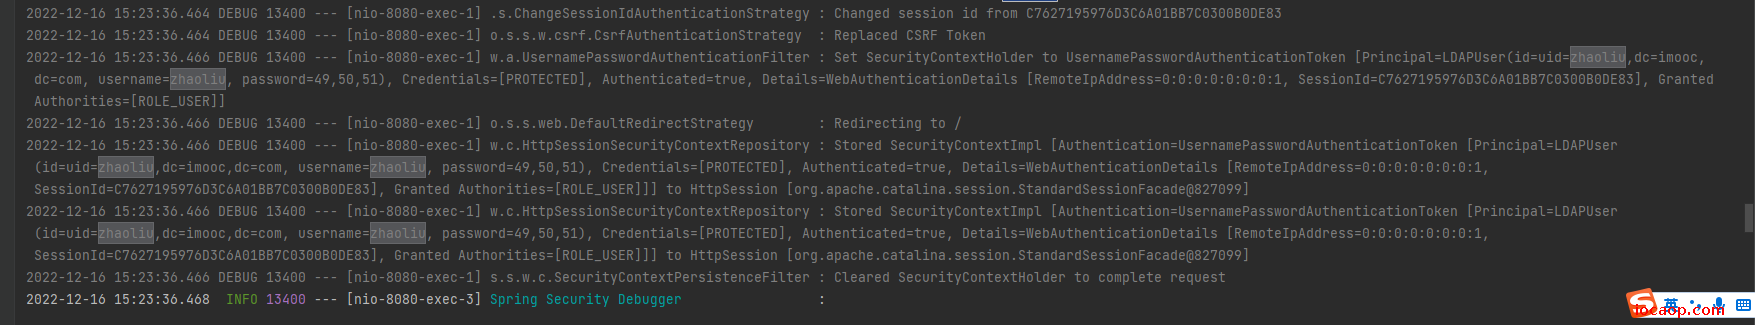 2022-12-16 15:23:36.464 DEBUG 13400 --- [nio-8080-exec-1] .s.ChangeSessionIdAuthenticationStrategy : Changed session id from C7627195976D3C6A01BB7C0300B0DE83
2022-12-16 15:23:36.464 DEBUG 13400 --- [nio-8080-exec-1] o.s.s.w.csrf.CsrfAuthenticationStrategy  : Replaced CSRF Token
2022-12-16 15:23:36.466 DEBUG 13400 --- [nio-8080-exec-1] w.a.UsernamePasswordAuthenticationFilter : Set SecurityContextHolder to UsernamePasswordAuthenticationToken [Principal=LDAPUser(id=uid=zhaoliu,dc=imooc,
dc=com, username=zhaoliu, password=49,50,51), Credentials=[PROTECTED], Authenticated=true, Details=WebAuthenticationDetails [RemoteIpAddress=0:0:0:0:0:0:0:1, SessionId=C7627195976D3C6A01BB7C0300B0DE83], Granted
Authorities=[ROLE_USER]]
2022-12-16 15:23:36.466 DEBUG 13400 --- [nio-8080-exec-1] o.s.s.web.DefaultRedirectStrategy        : Redirecting to /
2022-12-16 15:23:36.466 DEBUG 13400 --- [nio-8080-exec-1] w.c.HttpSessionSecurityContextRepository : Stored SecurityContextImpl [Authentication=UsernamePasswordAuthenticationToken [Principal=LDAPUser
(id=uid=zhaoliu,dc=imooc,dc=com, username=zhaoliu, password=49,50,51), Credentials=[PROTECTED], Authenticated=true, Details=WebAuthenticationDetails [RemoteIpAddress=0:0:0:0:0:0:0:1,
SessionId=C7627195976D3C6A01BB7C0300B0DE83], Granted Authorities=[ROLE_USER]]] to HttpSession [org.apache.catalina.session.StandardSessionFacade@827099]
2022-12-16 15:23:36.466 DEBUG 13400 --- [nio-8080-exec-1] w.c.HttpSessionSecurityContextRepository : Stored SecurityContextImpl [Authentication=UsernamePasswordAuthenticationToken [Principal=LDAPUser
(id=uid=zhaoliu,dc=imooc,dc=com, username=zhaoliu, password=49,50,51), Credentials=[PROTECTED], Authenticated=true, Details=WebAuthenticationDetails [RemoteIpAddress=0:0:0:0:0:0:0:1,
SessionId=C7627195976D3C6A01BB7C0300B0DE83], Granted Authorities=[ROLE_USER]]] to HttpSession [org.apache.catalina.session.StandardSessionFacade@827099]
2022-12-16 15:23:36.466 DEBUG 13400 --- [nio-8080-exec-1] s.s.w.c.SecurityContextPersistenceFilter : Cleared SecurityContextHolder to complete request
2022-12-16 15:23:36.468  INFO 13400 --- [nio-8080-exec-3] Spring Security Debugger                 :
英
locaop.com